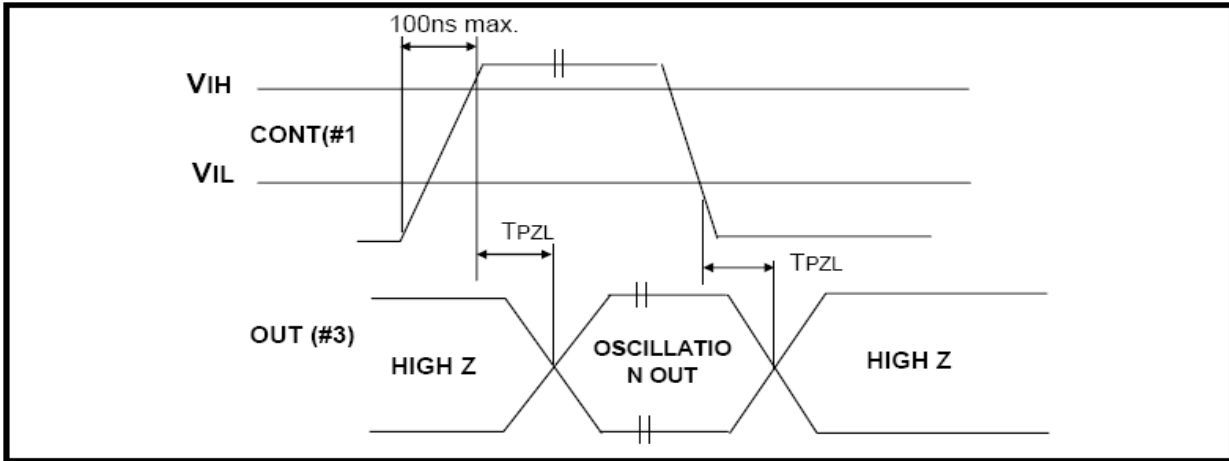 100ns max.
VIH
CONT(#1
VIL
TPZL
TPZL
OUT (#3)
HIGH Z
OSCILLATIO
N OUT
HIGH Z